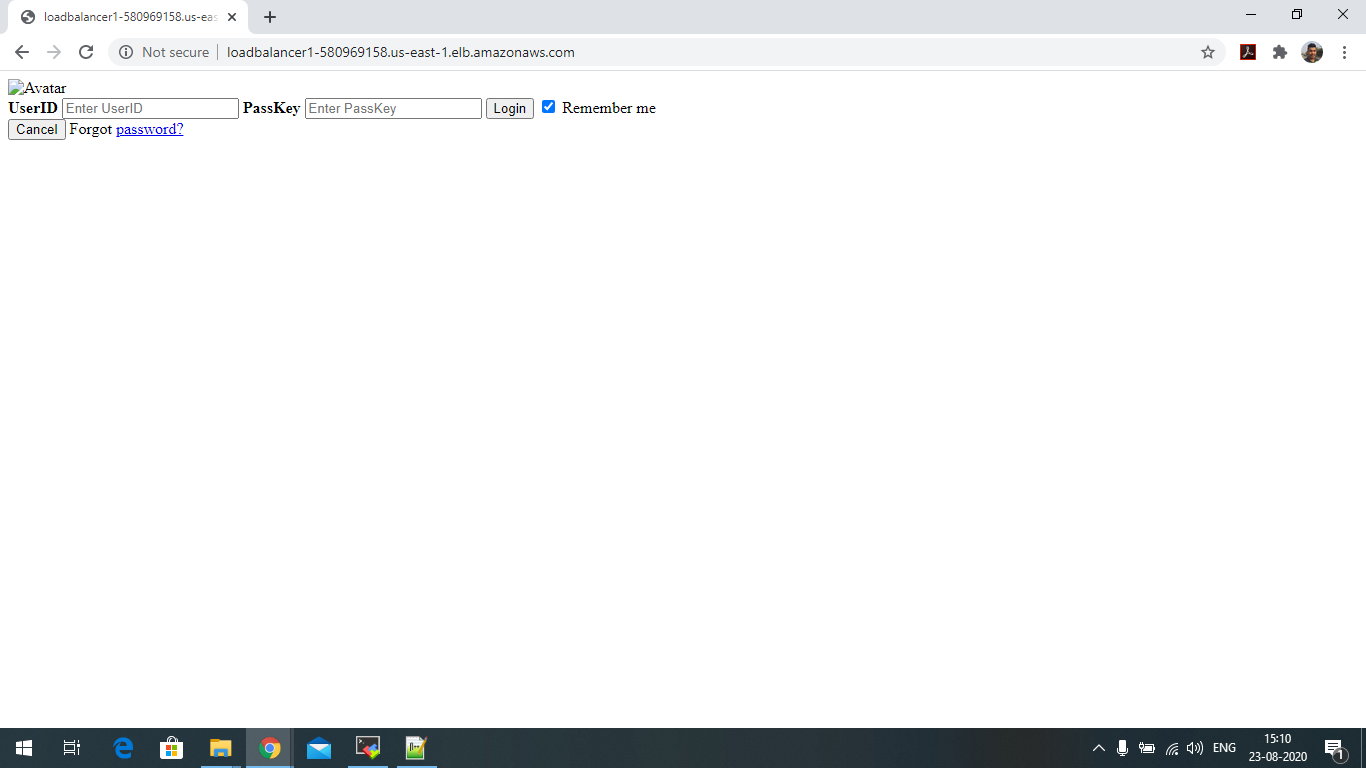 loadbalancer1-580969158.us-eas
Not secure loadbalancer1-580969158.us-east-1.elb.amazonaws.com
Avatar
UserID Enter UserID PassKey Enter PassKey Login Remember me
Cancel Forgot password?
ENG 15:10
23-08-2020 1